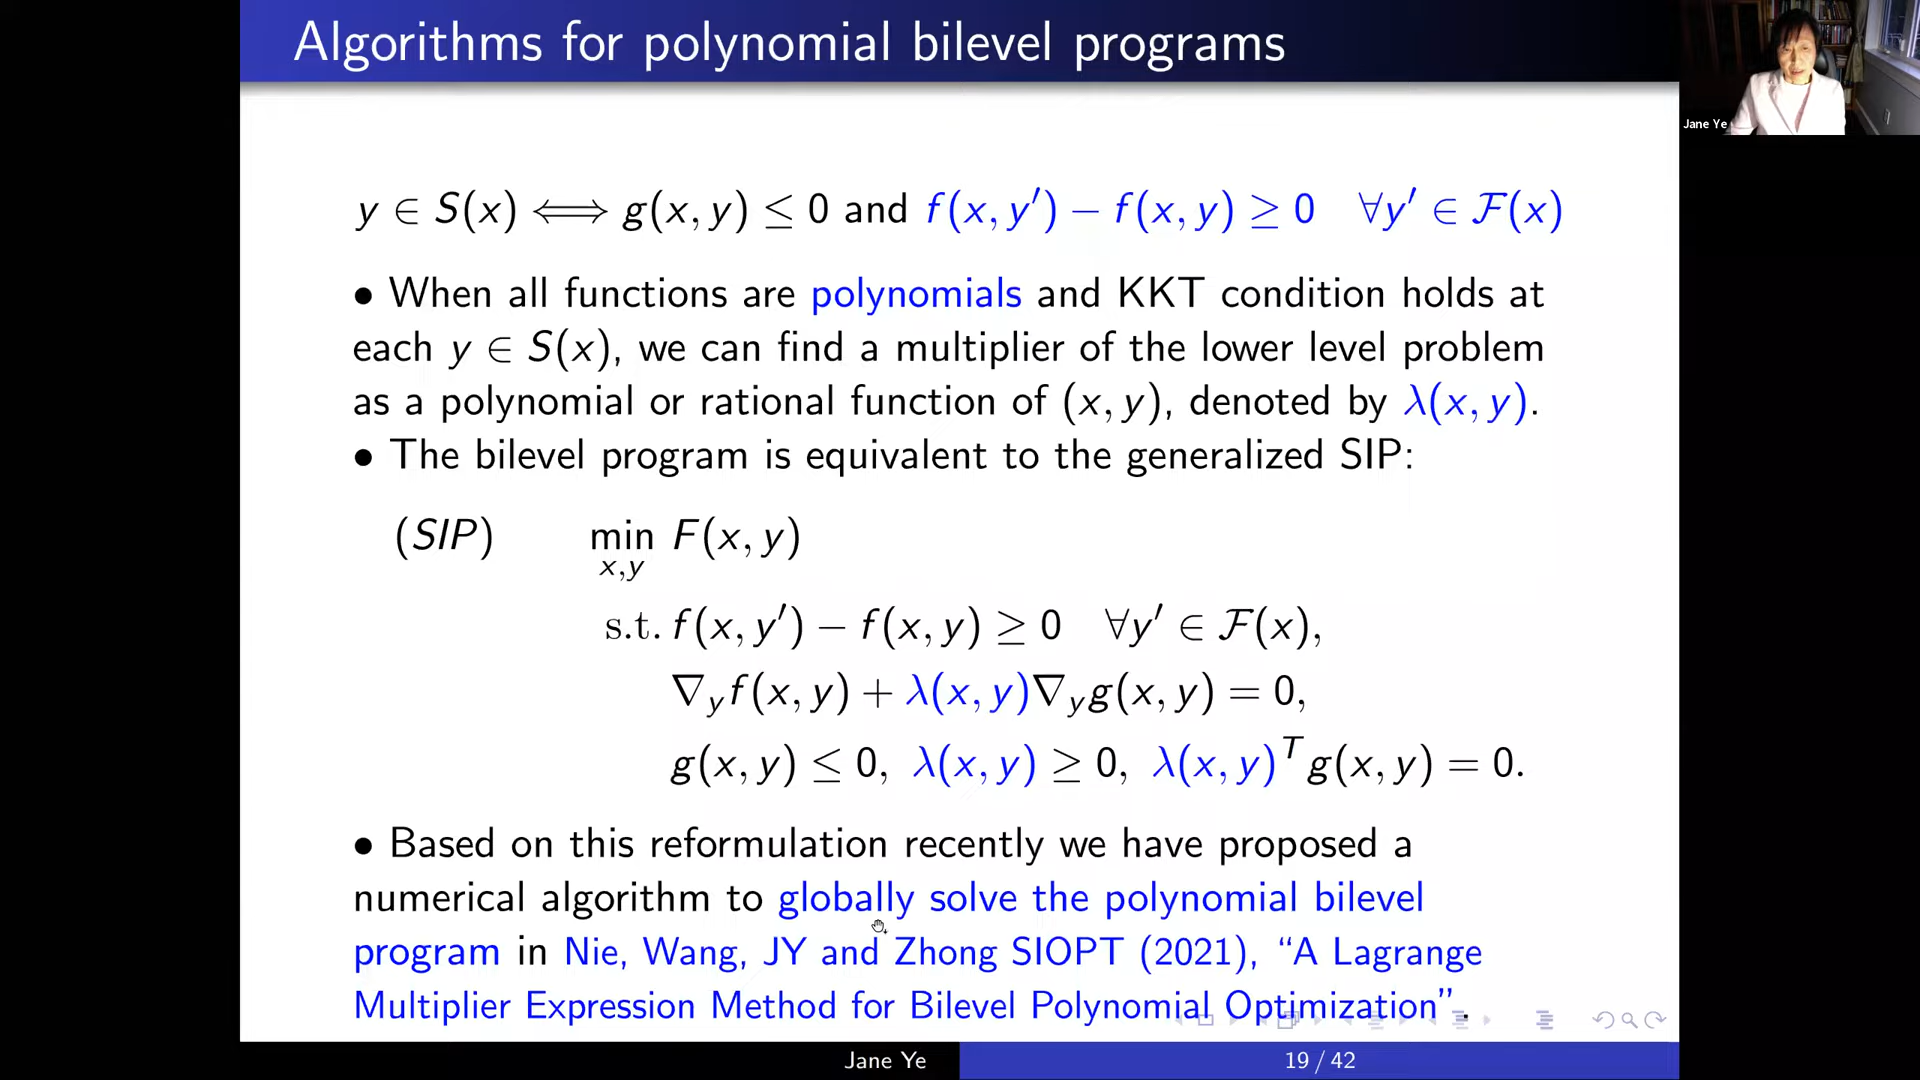 Algorithms for polynomial bilevel programs
Jane Ye
y ∈ S(x) ⟺ g(x, y) ≤ 0 and f(x, y′) − f(x, y) ≥ 0 ∀y′ ∈ ℱ(x)
• When all functions are polynomials and KKT condition holds at
each y ∈ S(x), we can find a multiplier of the lower level problem
as a polynomial or rational function of (x, y), denoted by λ(x, y).
• The bilevel program is equivalent to the generalized SIP:
(SIP) min F(x, y)
x,y
s.t. f(x, y′) − f(x, y) ≥ 0 ∀y′ ∈ ℱ(x),
∇yf(x, y) + λ(x, y)∇yg(x, y) = 0,
g(x, y) ≤ 0, λ(x, y) ≥ 0, λ(x, y)ᵀg(x, y) = 0.
• Based on this reformulation recently we have proposed a
numerical algorithm to globally solve the polynomial bilevel
program in Nie, Wang, JY and Zhong SIOPT (2021), “A Lagrange
Multiplier Expression Method for Bilevel Polynomial Optimization”.
Jane Ye 19 / 42